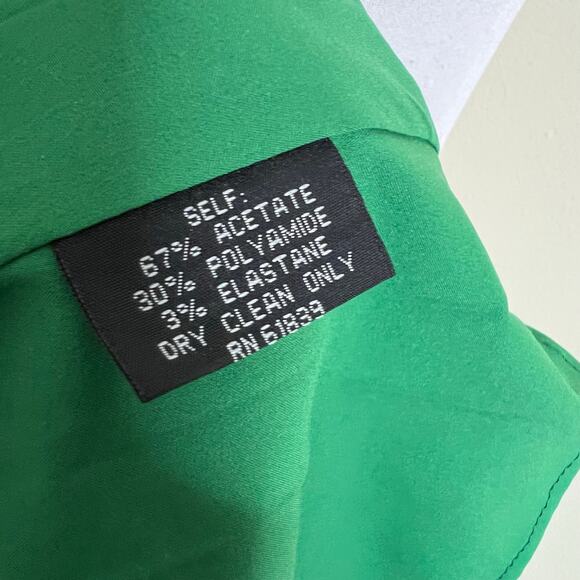 SELF:
67% ACETATE
30% POLYAMIDE
3% ELASTANE
DRY CLEAN ONLY
RN 61839